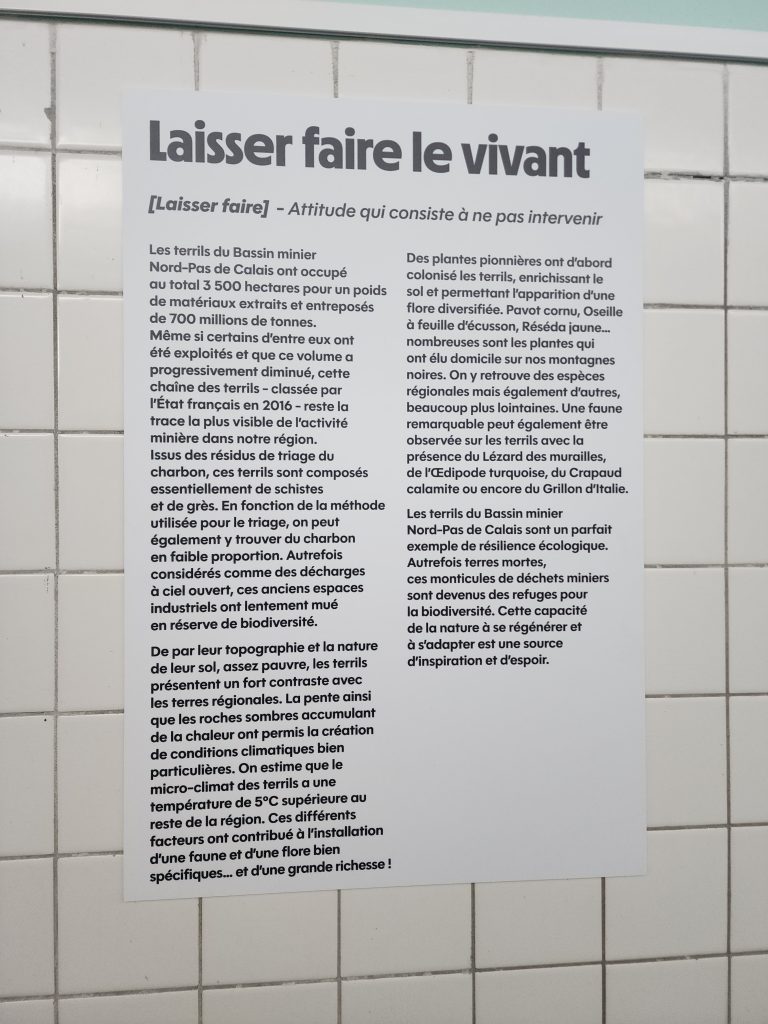 Laisser faire le vivant
[Laisser faire] - Attitude qui consiste à ne pas intervenir
Les terrils du Bassin minier
Nord-Pas de Calais ont occupé
au total 3 500 hectares pour un poids
de matériaux extraits et entreposés
de 700 millions de tonnes.
Même si certains d'entre eux ont
été exploités et que ce volume a
progressivement diminué, cette
chaîne des terrils - classée par
l'État français en 2016 - reste la
trace la plus visible de l'activité
minière dans notre région.
Issus des résidus de triage du
charbon, ces terrils sont composés
essentiellement de schistes
et de grès. En fonction de la méthode
utilisée pour le triage, on peut
également y trouver du charbon
en faible proportion. Autrefois
considérés comme des décharges
à ciel ouvert, ces anciens espaces
industriels ont lentement mué
en réserve de biodiversité.
De par leur topographie et la nature
de leur sol, assez pauvre, les terrils
présentent un fort contraste avec
les terres régionales. La pente ainsi
que les roches sombres accumulant
de la chaleur ont permis la création
de conditions climatiques bien
particulières. On estime que le
micro-climat des terrils a une
température de 5°C supérieure au
reste de la région. Ces différents
facteurs ont contribué à l'installation
d'une faune et d'une flore bien
spécifiques... et d'une grande richesse !
Des plantes pionnières ont d'abord
colonisé les terrils, enrichissant le
sol et permettant l'apparition d'une
flore diversifiée. Pavot cornu, Oseille
à feuille d'écusson, Réséda jaune...
nombreuses sont les plantes qui
ont élu domicile sur nos montagnes
noires. On y retrouve des espèces
régionales mais également d'autres,
beaucoup plus lointaines. Une faune
remarquable peut également être
observée sur les terrils avec la
présence du Lézard des murailles,
de l'Œdipode turquoise, du Crapaud
calamite ou encore du Grillon d'Italie.
Les terrils du Bassin minier
Nord-Pas de Calais sont un parfait
exemple de résilience écologique.
Autrefois terres mortes,
ces monticules de déchets miniers
sont devenus des refuges pour
la biodiversité. Cette capacité
de la nature à se régénérer et
à s'adapter est une source
d'inspiration et d'espoir.